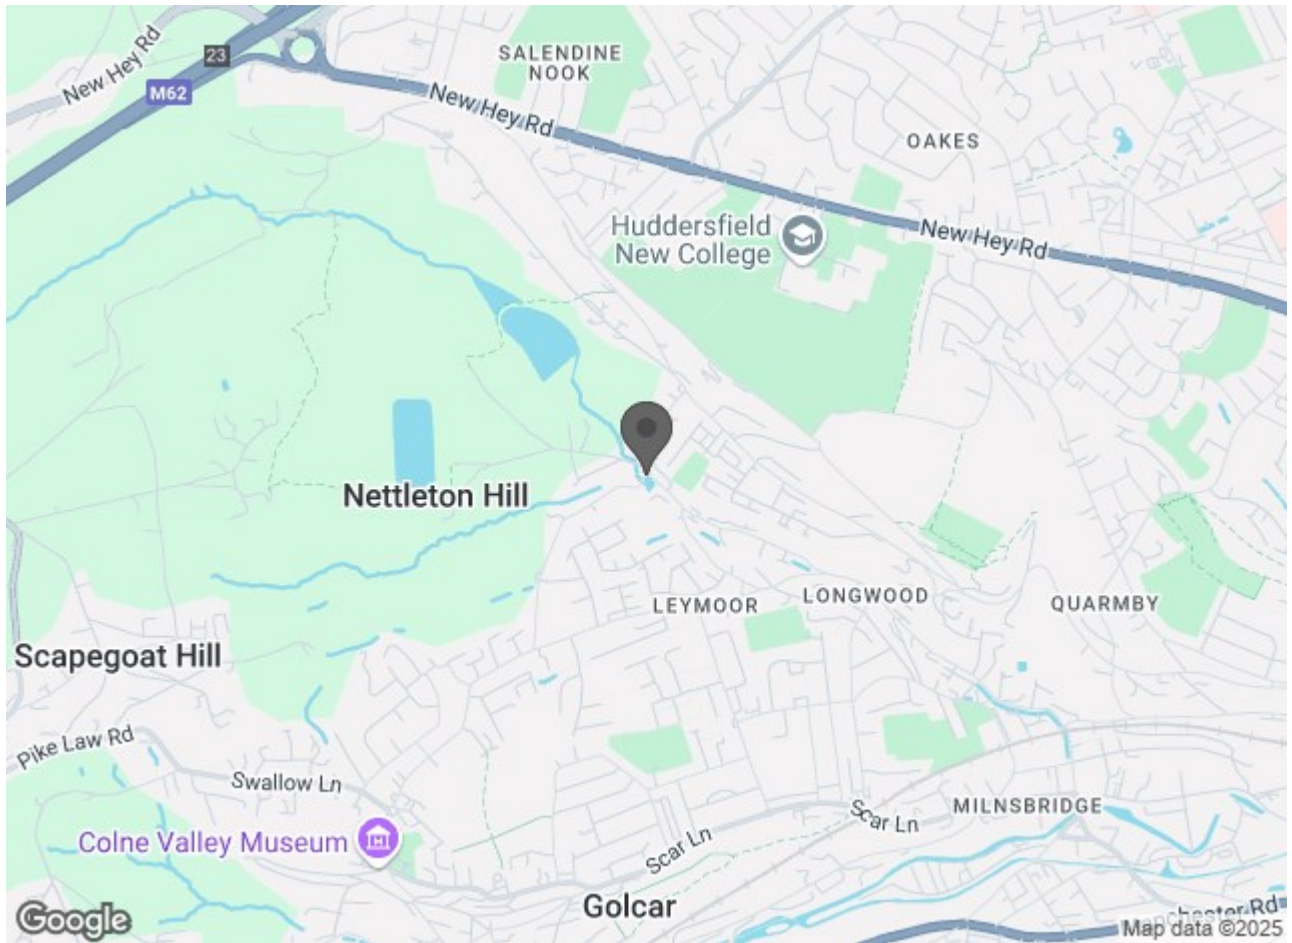 New Hey Rd
23
M62
SALENDINE
NOOK
New Hey Rd
OAKES
Huddersfield
New College
New Hey Rd
Nettleton Hill
LEYMOOR
LONGWOOD
QUARMBY
Scapegoat Hill
Pike Law Rd
Swallow Ln
Scar Ln
MILNSBRIDGE
Colne Valley Museum
Scar Ln
Golcar
Google
Map data ©2025